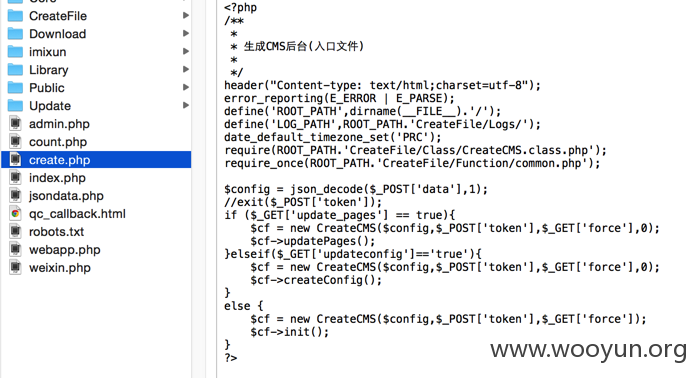 Core
CreateFile
Download
imixun
Library
Public
Update
admin.php
count.php
create.php
index.php
jsondata.php
qc_callback.html
robots.txt
webapp.php
weixin.php
<?php
/**
 *
 * 生成CMS后台(入口文件)
 *
 */
header("Content-type: text/html;charset=utf-8");
error_reporting(E_ERROR | E_PARSE);
define('ROOT_PATH',dirname(__FILE__).'/');
define('LOG_PATH',ROOT_PATH.'CreateFile/Logs/');
date_default_timezone_set('PRC');
require(ROOT_PATH.'CreateFile/Class/CreateCMS.class.php');
require_once(ROOT_PATH.'CreateFile/Function/common.php');
$config = json_decode($_POST['data'],1);
//exit($_POST['token']);
if ($_GET['update_pages'] == true){
    $cf = new CreateCMS($config,$_POST['token'],$_GET['force'],0);
    $cf->updatePages();
}elseif($_GET['updateconfig']=='true'){
    $cf = new CreateCMS($config,$_POST['token'],$_GET['force'],0);
    $cf->createConfig();
}
else {
    $cf = new CreateCMS($config,$_POST['token'],$_GET['force']);
    $cf->init();
}
?>
www.wooyun.org